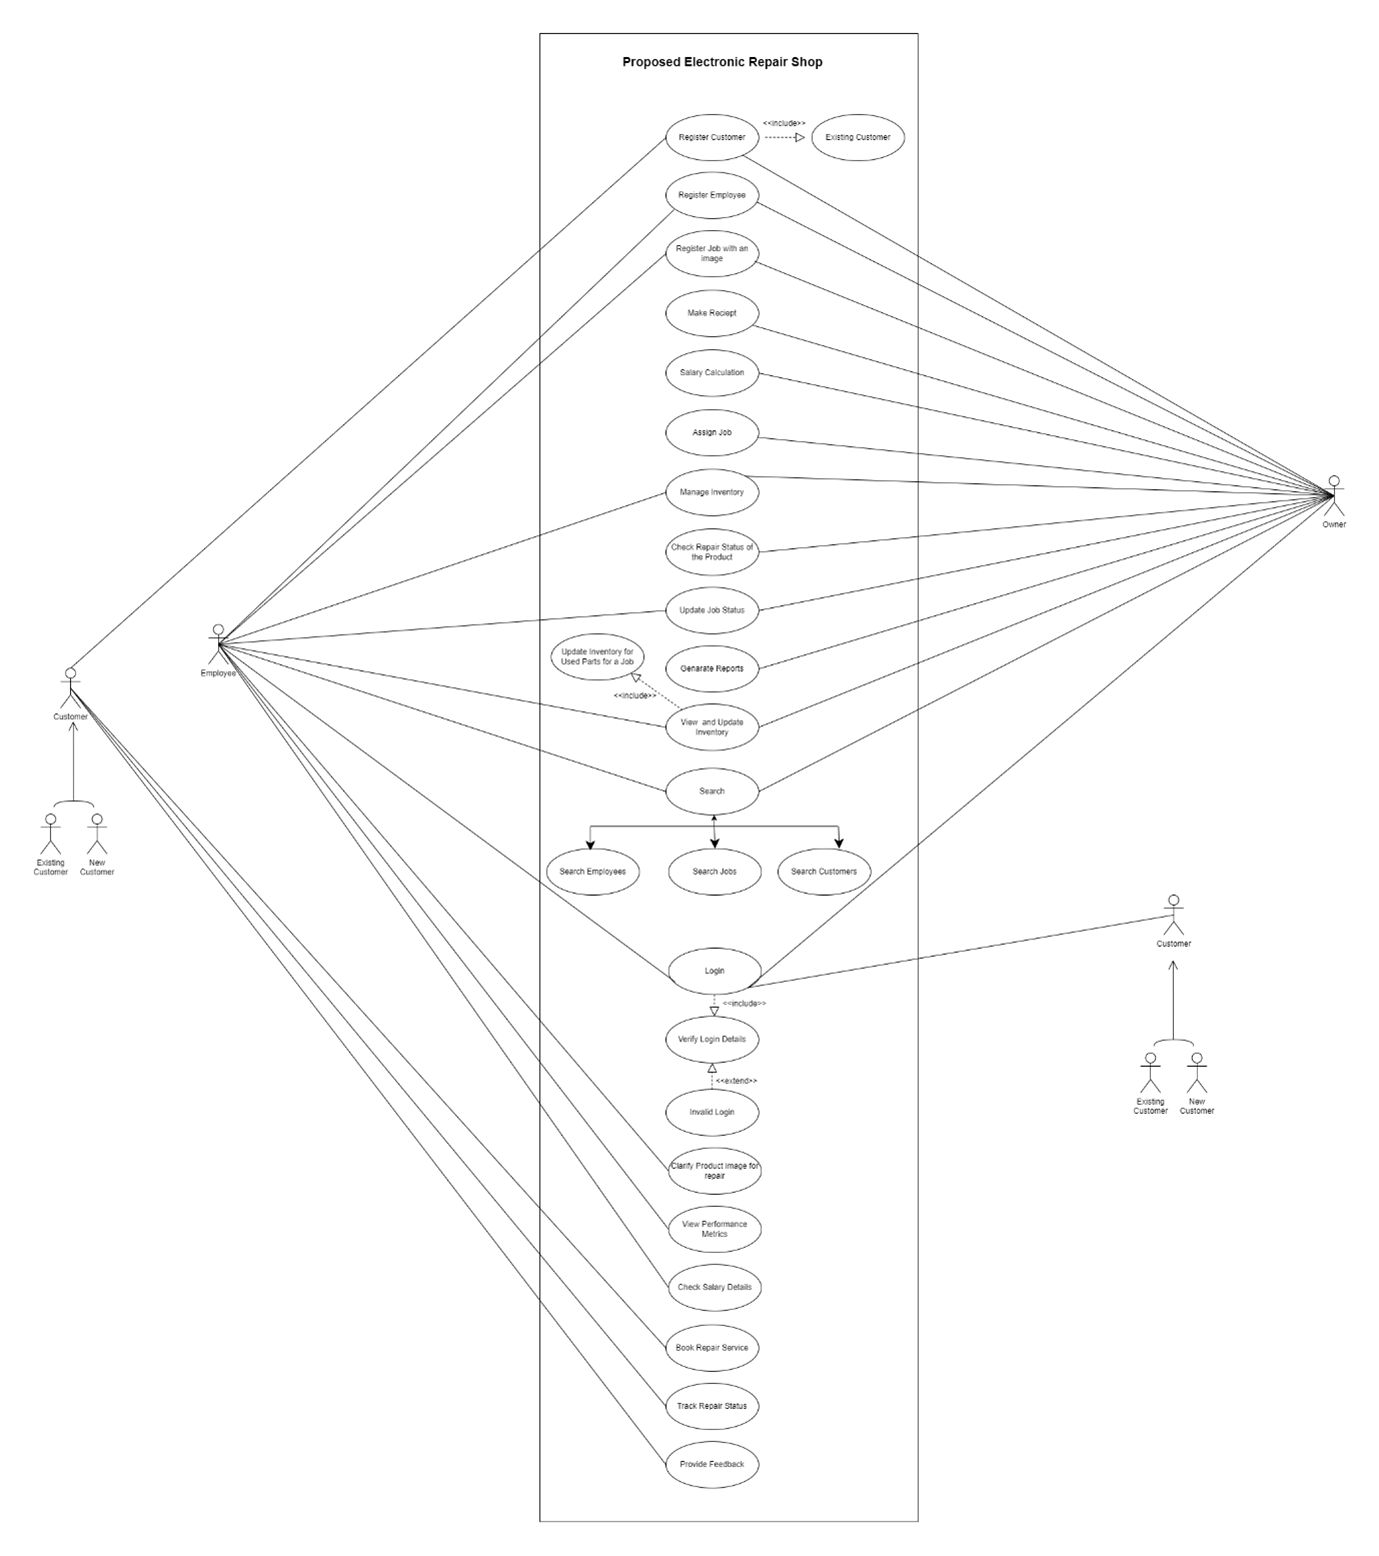 Proposed Electronic Repair Shop
<<include>>
Register Customer
Existing Customer
Register Employee
Register Job with an
image
Make Reciept
Salary Calculation
Assign Job
Manage Inventory
Owner
Check Repair Status of
the Product
Update Job Status
Update Inventory for
Used Parts for a Job
Genarate Reports
Employee
<<include>>
Customer
View and Update
Inventory
Search
Existing
Customer
New
Customer
Search Employees
Search Jobs
Search Customers
Customer
Login
<<include>>
Verify Login Details
<<extend>>
Existing
Customer
New
Customer
Invalid Login
Clarify Product image for
repair
View Performance
Metrics
Check Salary Details
Book Repair Service
Track Repair Status
Provide Feedback